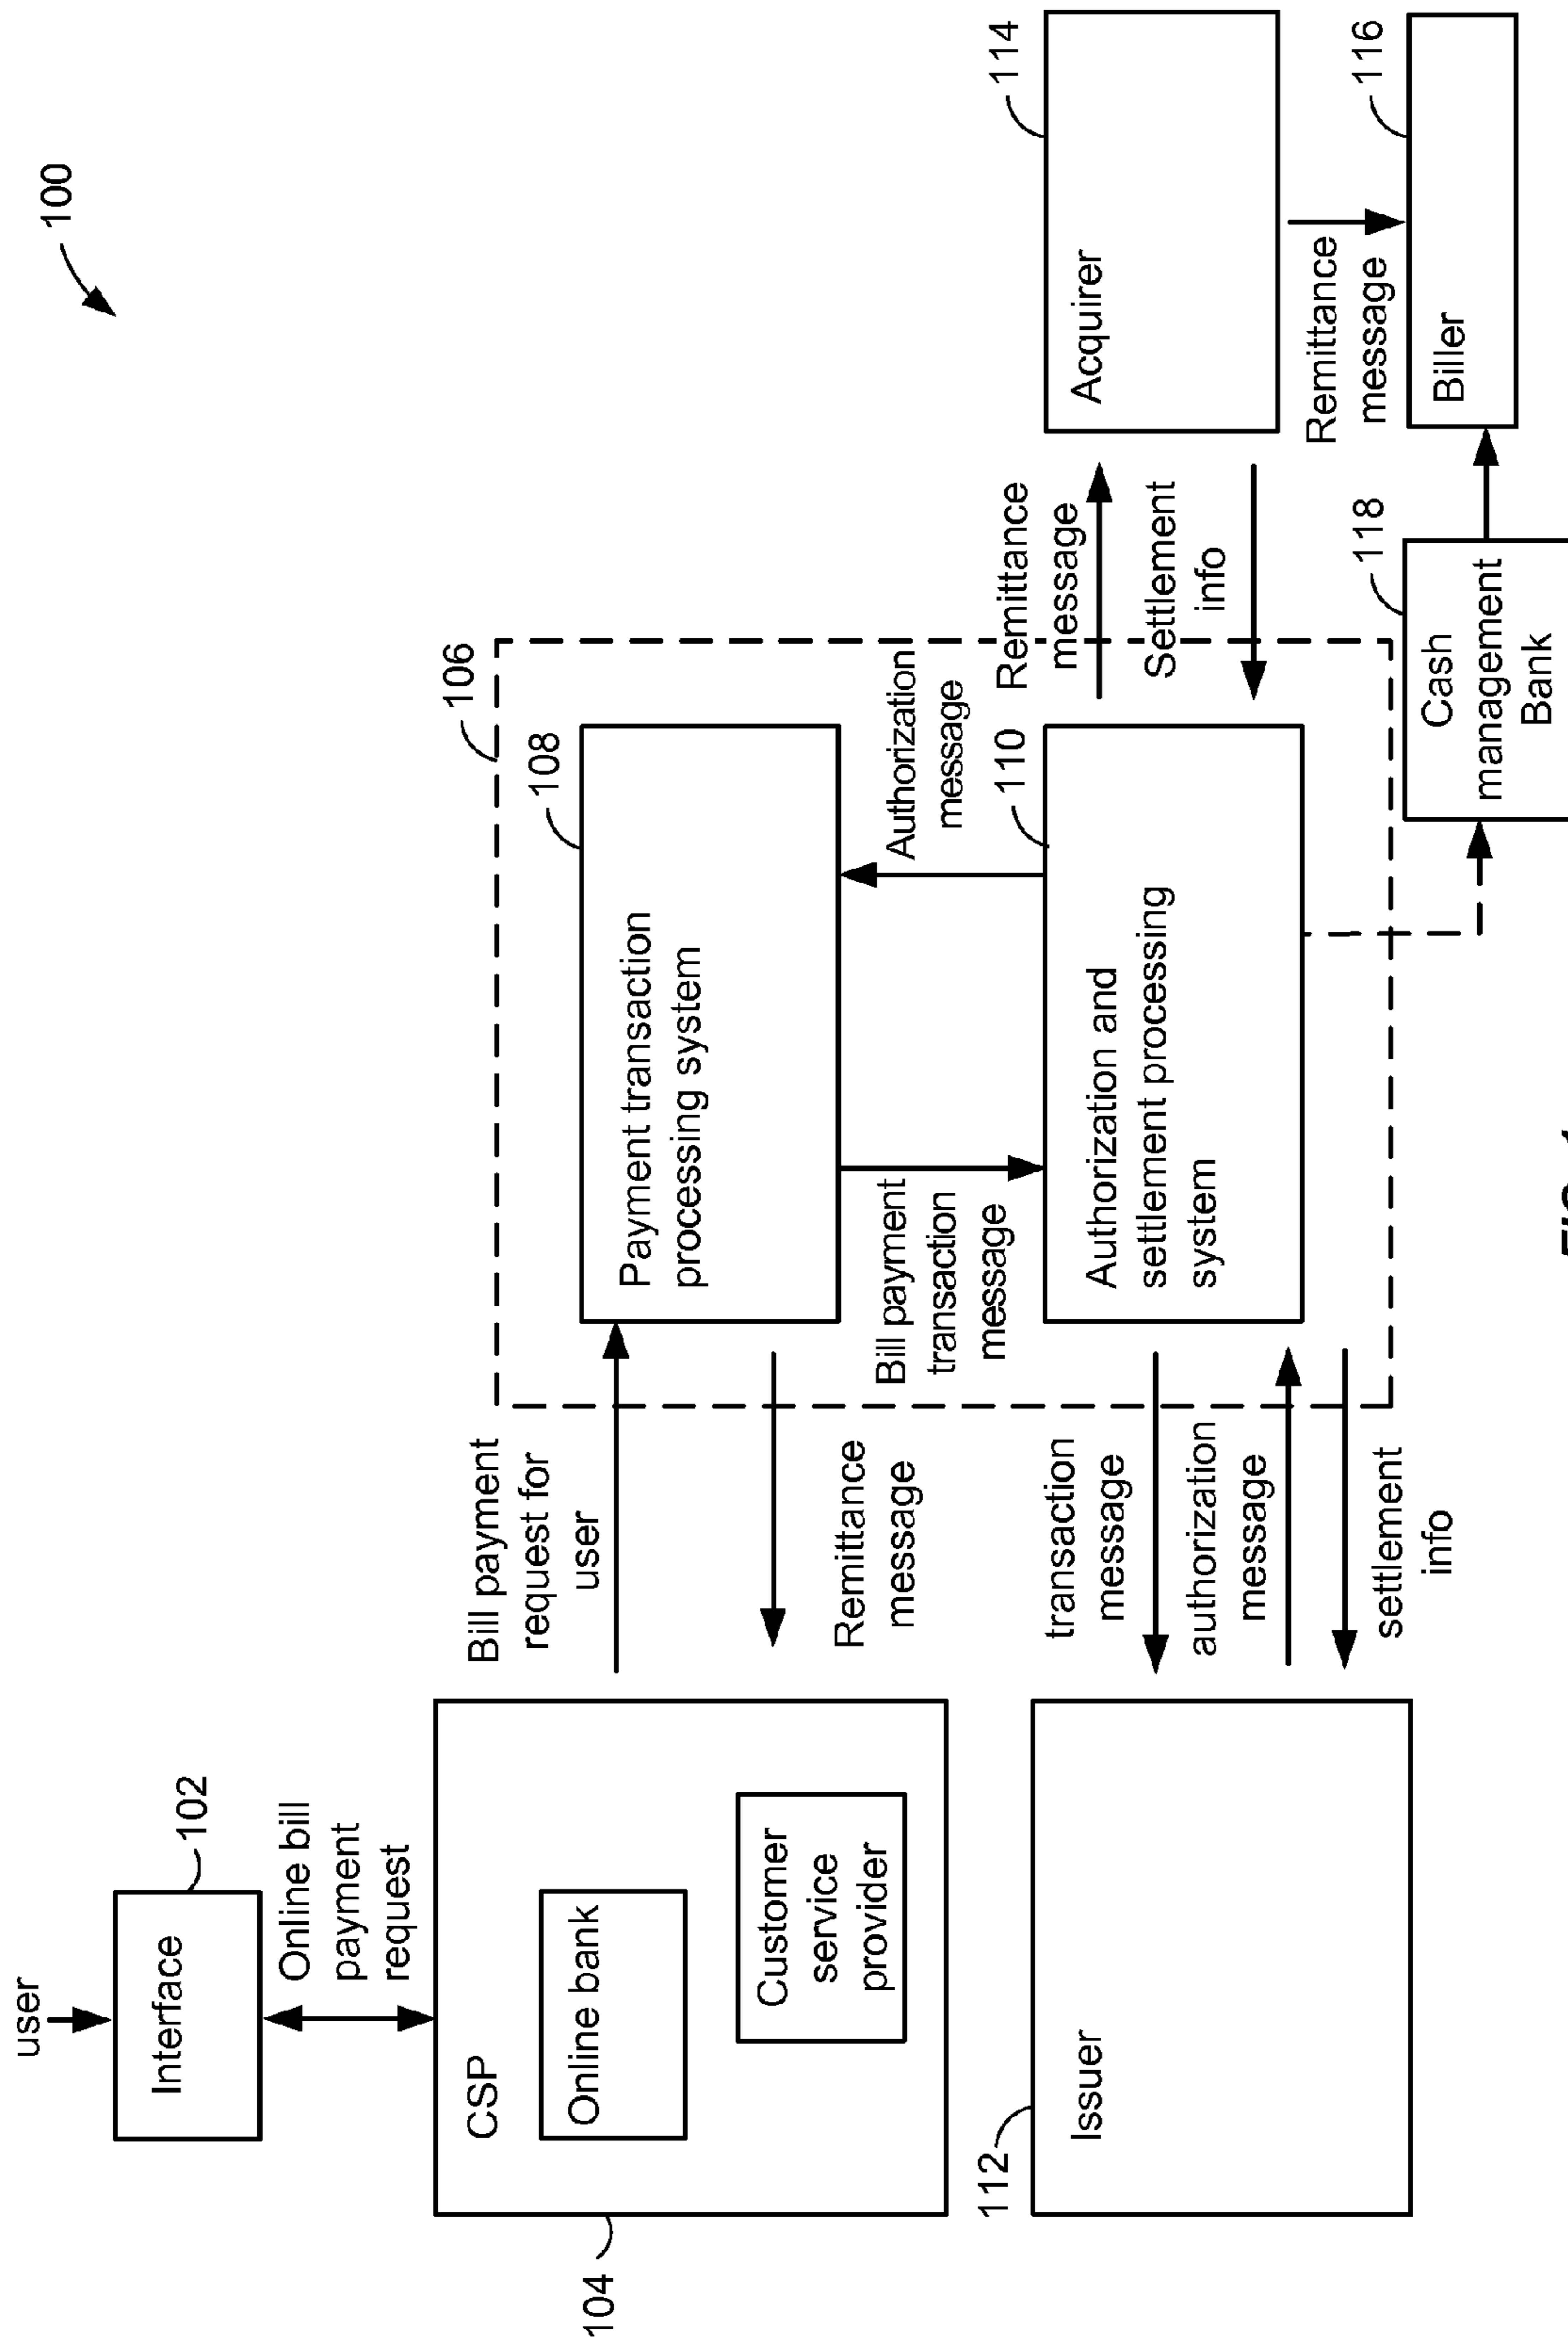 100
user
Interface
102
Online bill
payment
request
CSP
Online bank
Customer
service
provider
104
Bill payment
request for
user
Remittance
message
106
Payment transaction
processing system
108
Bill payment
transaction
message
Authorization
message
110
Authorization and
settlement processing
system
Issuer
112
transaction
message
authorization
message
settlement
info
Remittance
message
Settlement
info
Acquirer
114
Remittance
message
Biller
116
Cash
management
Bank
118